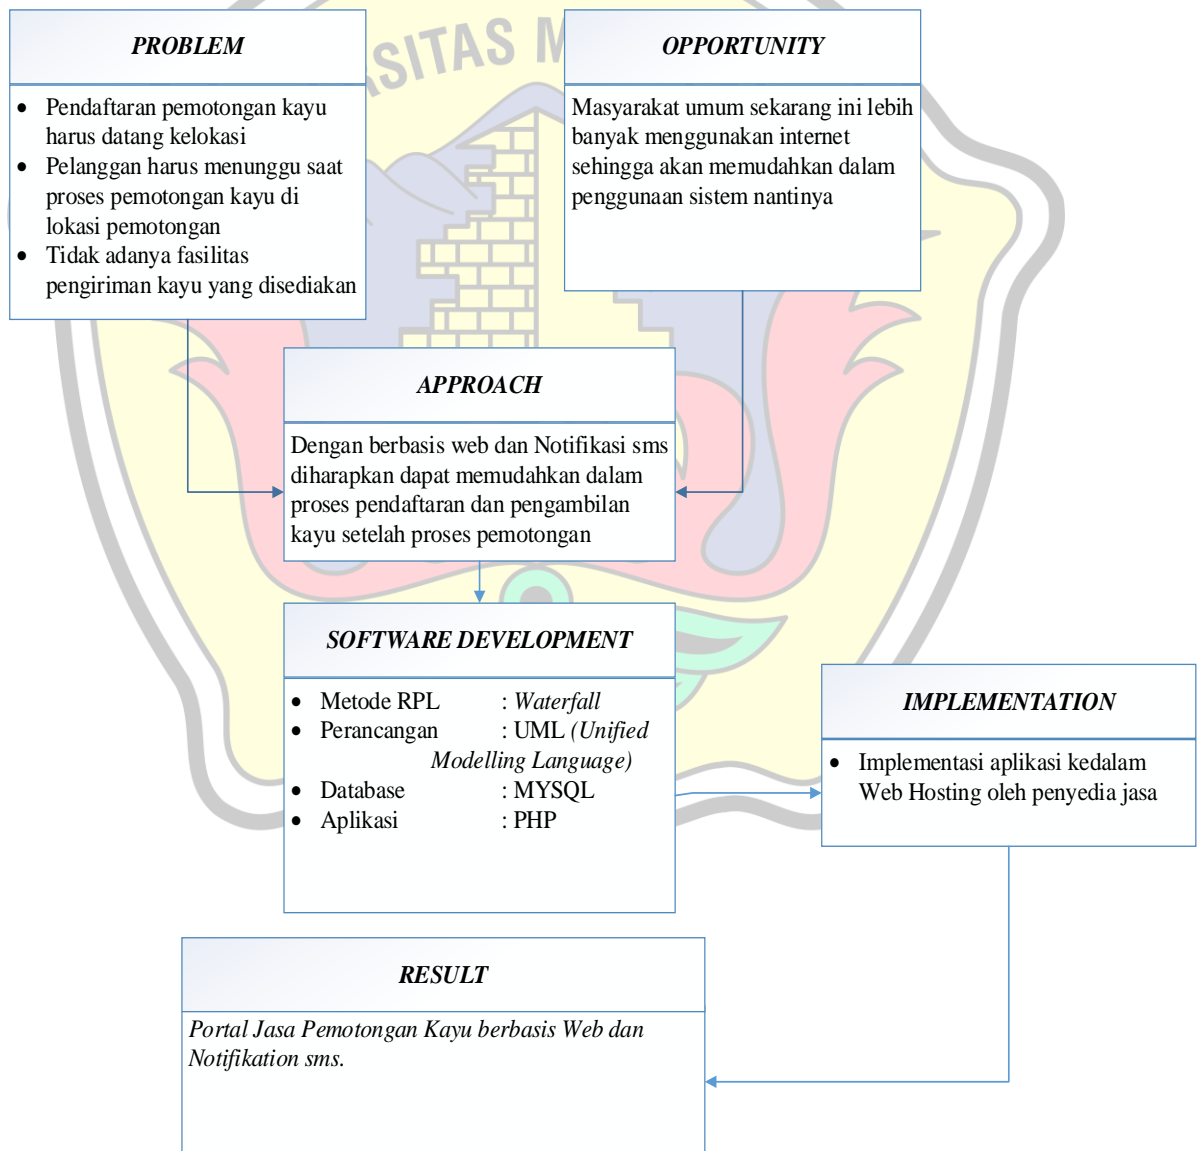 SITAS M
PROBLEM
• Pendaftaran pemotongan kayu
harus datang kelokasi
• Pelanggan harus menunggu saat
proses pemotongan kayu di
lokasi pemotongan
• Tidak adanya fasilitas
pengiriman kayu yang disediakan
OPPORTUNITY
Masyarakat umum sekarang ini lebih
banyak menggunakan internet
sehingga akan memudahkan dalam
penggunaan sistem nantinya
APPROACH
Dengan berbasis web dan Notifikasi sms
diharapkan dapat memudahkan dalam
proses pendaftaran dan pengambilan
kayu setelah proses pemotongan
SOFTWARE DEVELOPMENT
• Metode RPL : Waterfall
• Perancangan : UML (Unified
Modelling Language)
• Database : MYSQL
• Aplikasi : PHP
IMPLEMENTATION
• Implementasi aplikasi kedalam
Web Hosting oleh penyedia jasa
RESULT
Portal Jasa Pemotongan Kayu berbasis Web dan
Notifikation sms.